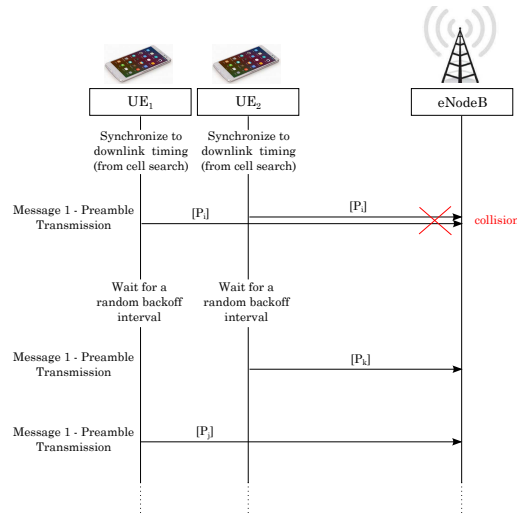 UE1
UE2
eNodeB
Synchronize to
downlink timing
(from cell search)
Synchronize to
downlink timing
(from cell search)
Message 1 - Preamble
Transmission
[Pi]
[Pi]
collision
Wait for a
random backoff
interval
Wait for a
random backoff
interval
Message 1 - Preamble
Transmission
[Pk]
Message 1 - Preamble
Transmission
[Pj]